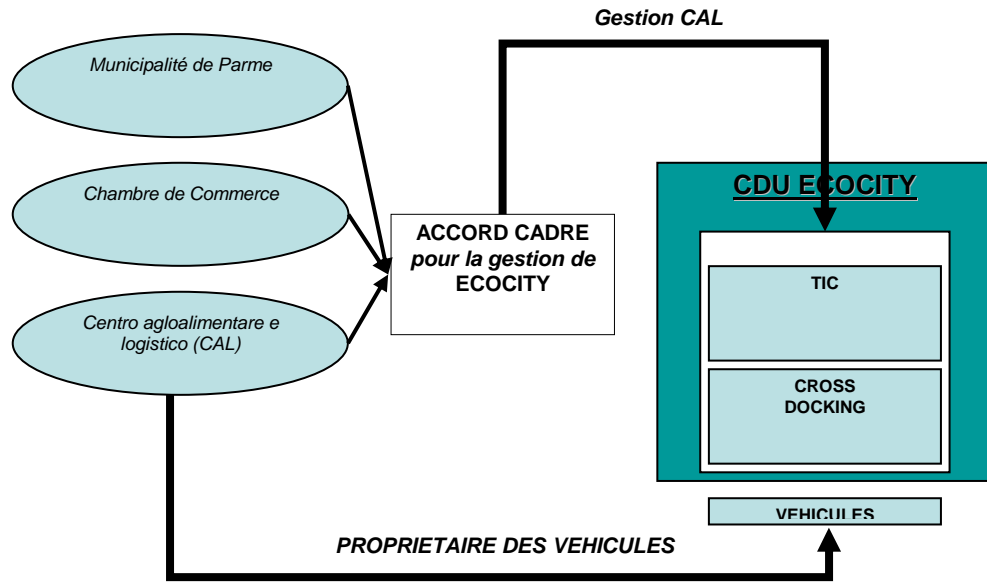 Gestion CAL
Municipalité de Parme
Chambre de Commerce
Centro agloalimentare e
logistico (CAL)
ACCORD CADRE
pour la gestion de
ECOCITY
CDU ECOCITY
TIC
CROSS
DOCKING
VEHICULES
PROPRIETAIRE DES VEHICULES